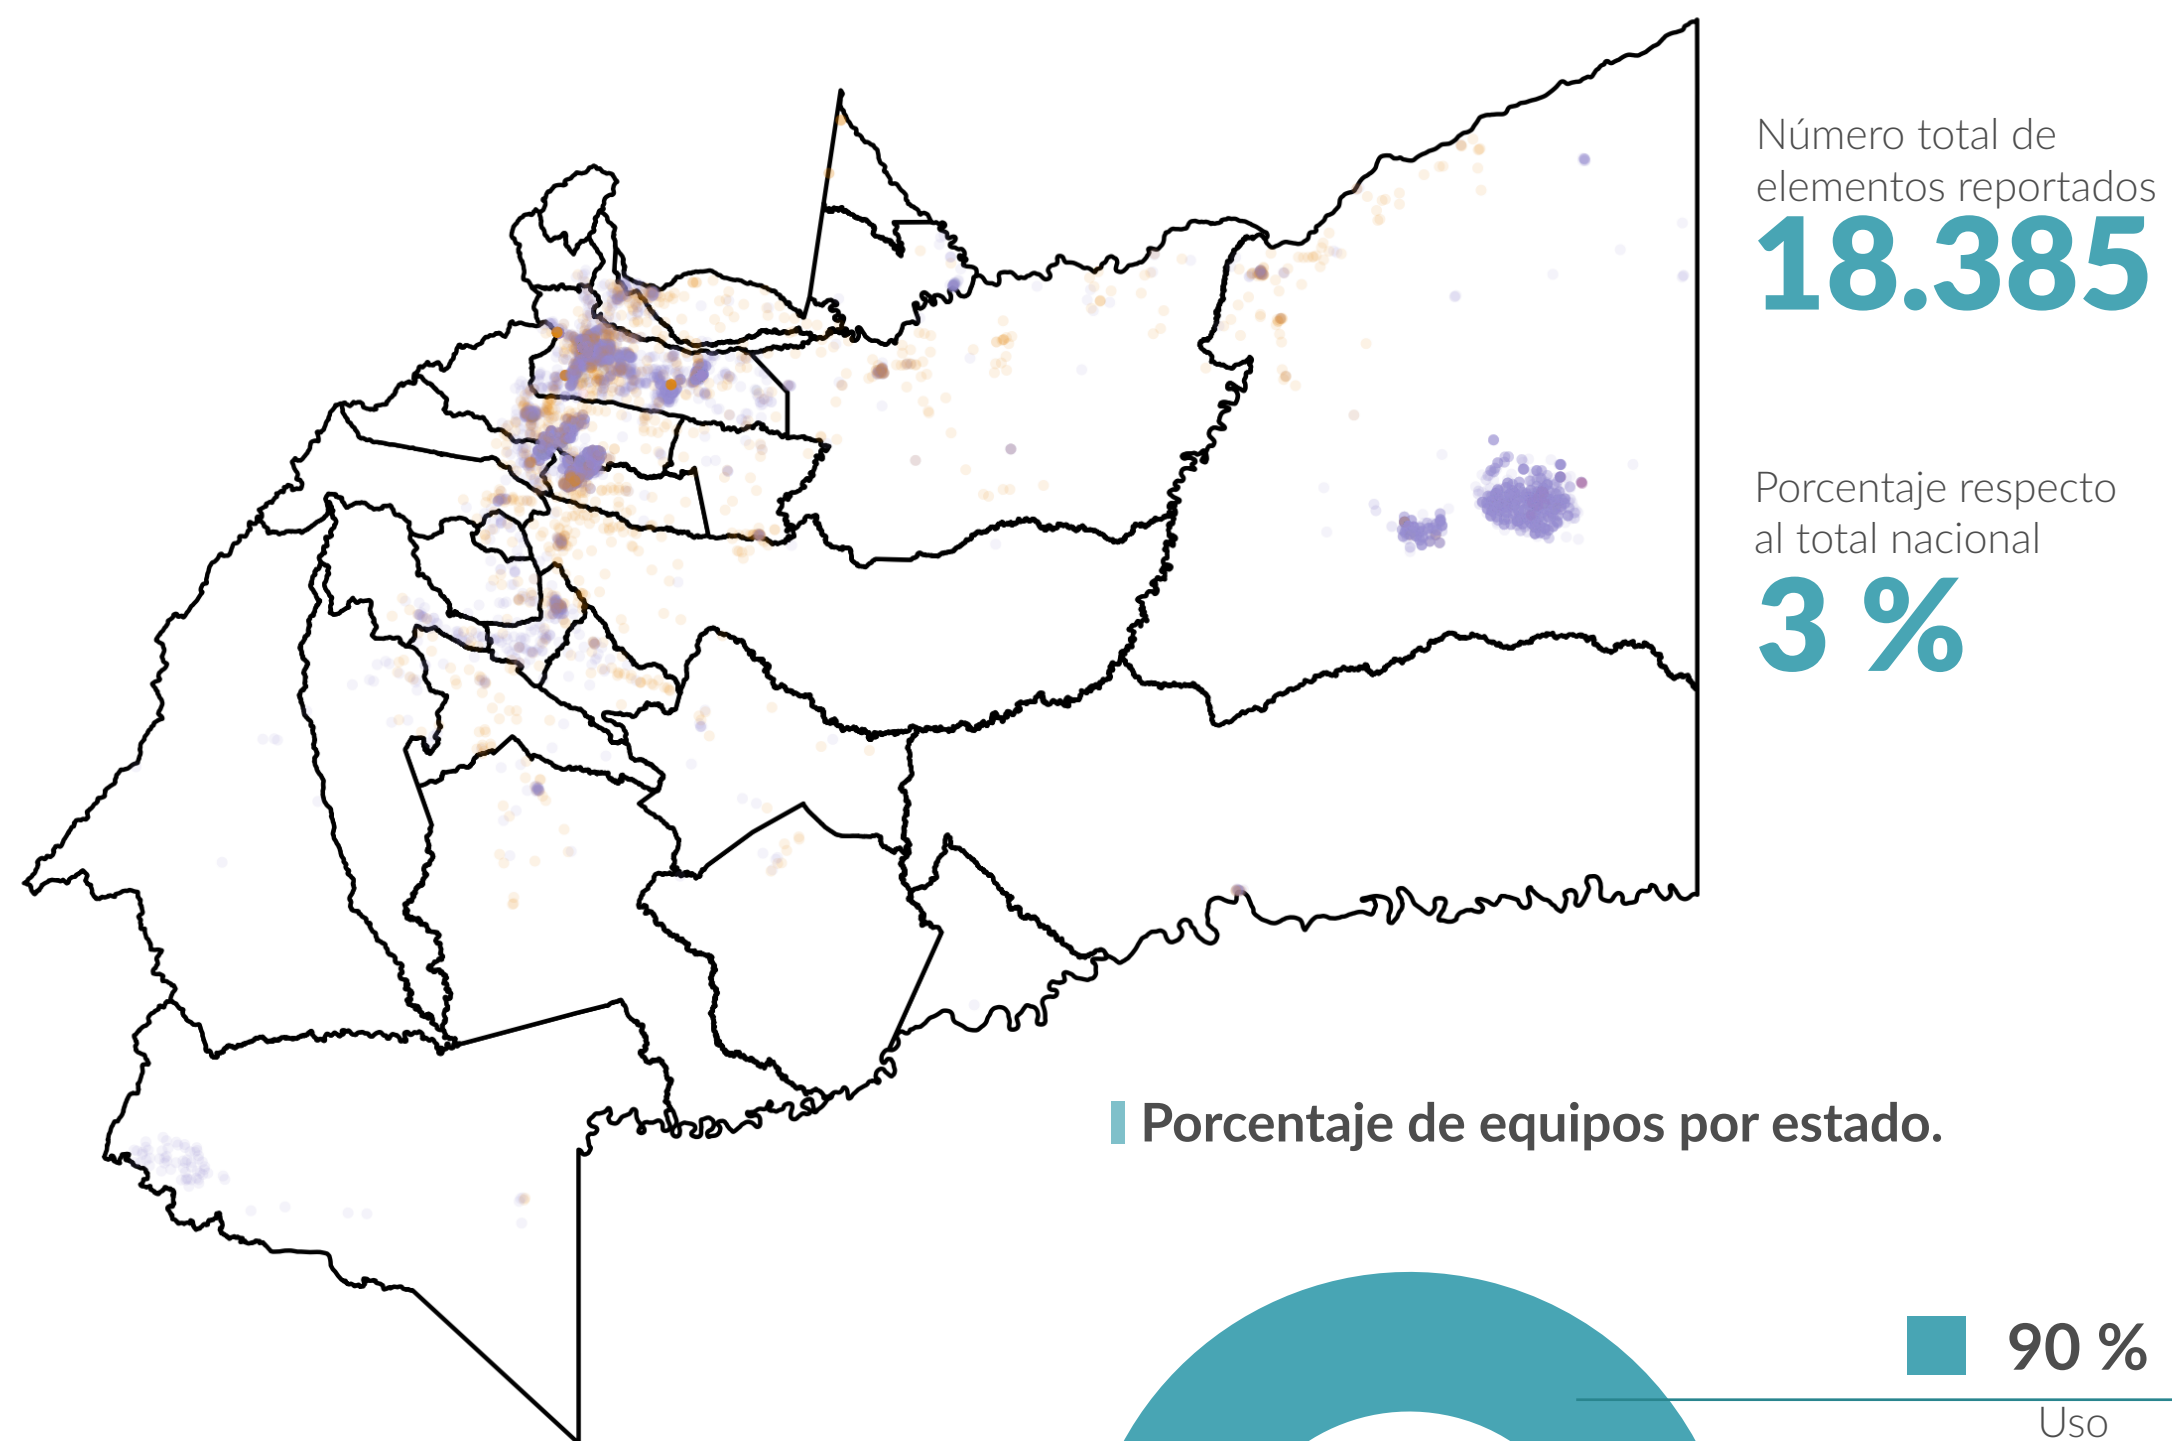 Número total de
elementos reportados
18.385
Porcentaje respecto
al total nacional
3 %
Porcentaje de equipos por estado.
90 %
Uso